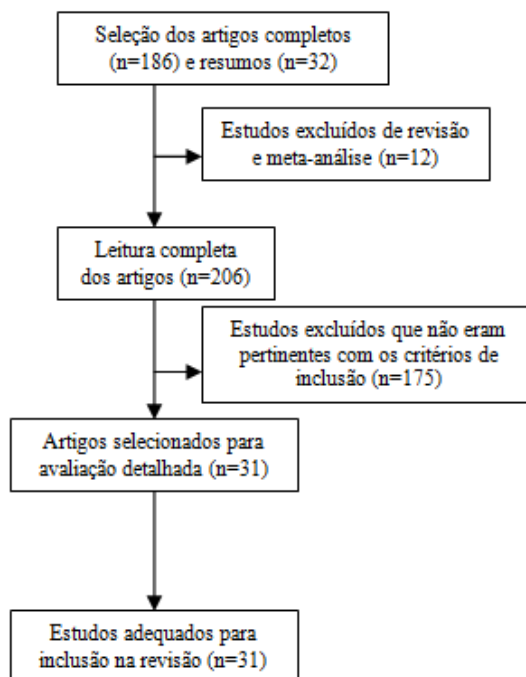 Seleção dos artigos completos
(n=186) e resumos (n=32)
Estudos excluídos de revisão
e meta-análise (n=12)
Leitura completa
dos artigos (n=206)
Estudos excluídos que não eram
pertinentes com os critérios de
inclusão (n=175)
Artigos selecionados para
avaliação detalhada (n=31)
Estudos adequados para
inclusão na revisão (n=31)